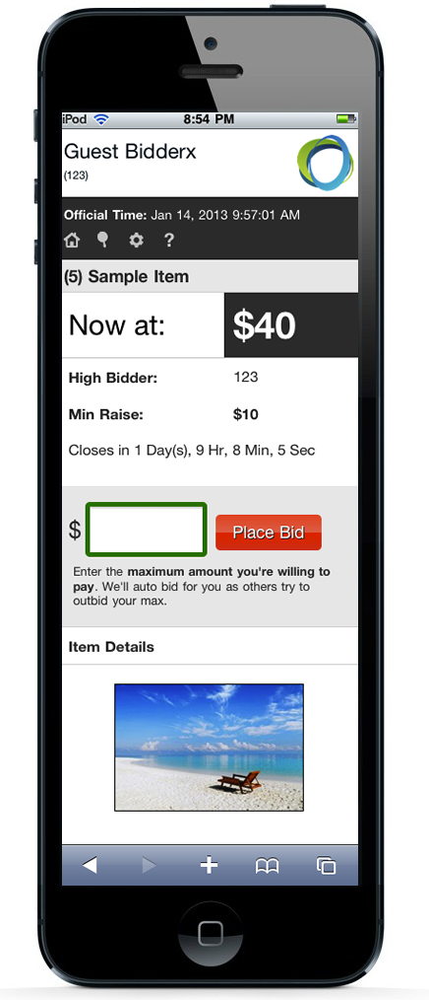 iPod 8:54 PM
Guest Bidderx
(123)
Official Time: Jan 14, 2013 9:57:01 AM
?
(5) Sample Item
Now at: $40
High Bidder: 123
Min Raise: $10
Closes in 1 Day(s), 9 Hr, 8 Min, 5 Sec
$ Place Bid
Enter the maximum amount you're willing to
pay. We'll auto bid for you as others try to
outbid your max.
Item Details